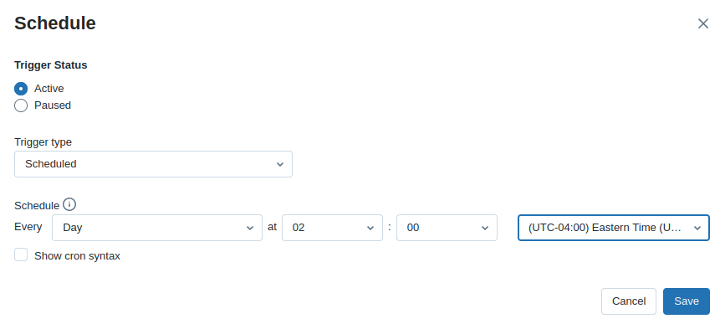 Schedule
Trigger Status
Active
Paused
Trigger type
Scheduled
Schedule
Every Day at 02 : 00 (UTC-04:00) Eastern Time (U...
Show cron syntax
Cancel Save